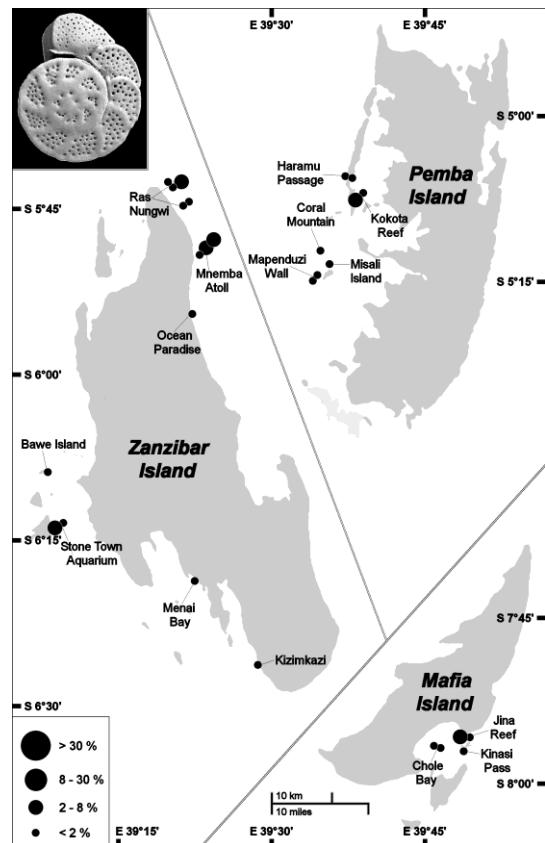 E 39°30'
E 39°45'
S 5°00'
Haramu
Passage
Pemba
Island
Ras
Nungwi
S 5°45'
Coral
Mountain
Kokota
Reef
Mapenduzi
Wall
Misali
Island
Mnemba
Atoll
S 5°15'
Ocean
Paradise
S 6°00'
Bawe Island
Zanzibar
Island
S 6°15'
Stone Town
Aquarium
Menai
Bay
S 7°45'
Kizimkazi
Mafia
Island
S 6°30'
Jina
Reef
Kinasi
Pass
Chole
Bay
> 30 %
8 - 30 %
2 - 8 %
< 2 %
S 8°00'
10 km
10 miles
E 39°15'
E 39°30'
E 39°45'